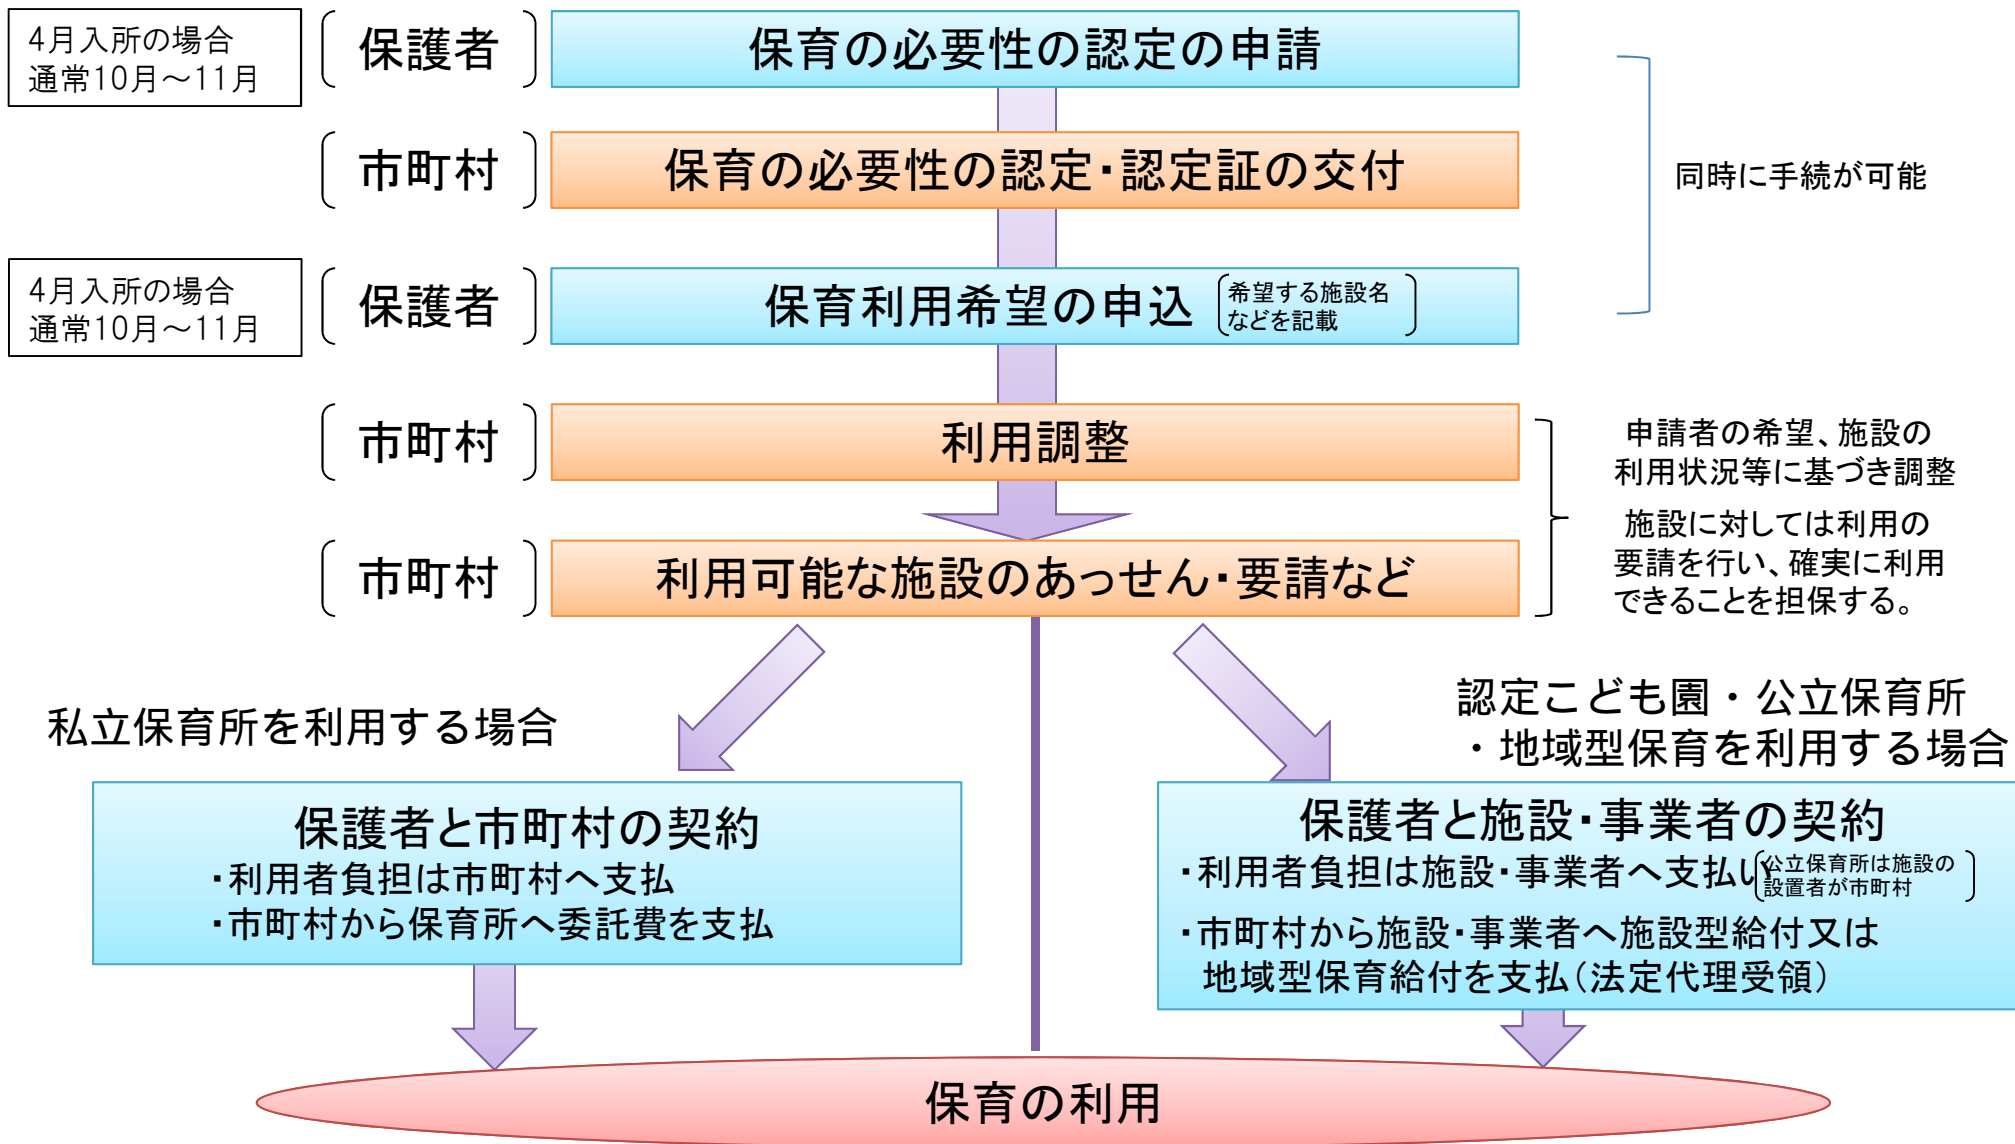 4月入所の場合
通常10月～11月
保護者
保育の必要性の認定の申請
市町村
保育の必要性の認定・認定証の交付
同時に手続が可能
4月入所の場合
通常10月～11月
保護者
保育利用希望の申込
希望する施設名
などを記載
市町村
利用調整
申請者の希望、施設の
利用状況等に基づき調整
施設に対しては利用の
要請を行い、確実に利用
できることを担保する。
市町村
利用可能な施設のあっせん・要請など
私立保育所を利用する場合
認定こども園・公立保育所
・地域型保育を利用する場合
保護者と市町村の契約
・利用者負担は市町村へ支払
・市町村から保育所へ委託費を支払
保護者と施設・事業者の契約
・利用者負担は施設・事業者へ支払い
公立保育所は施設の
設置者が市町村
・市町村から施設・事業者へ施設型給付又は
地域型保育給付を支払（法定代理受領）
保育の利用